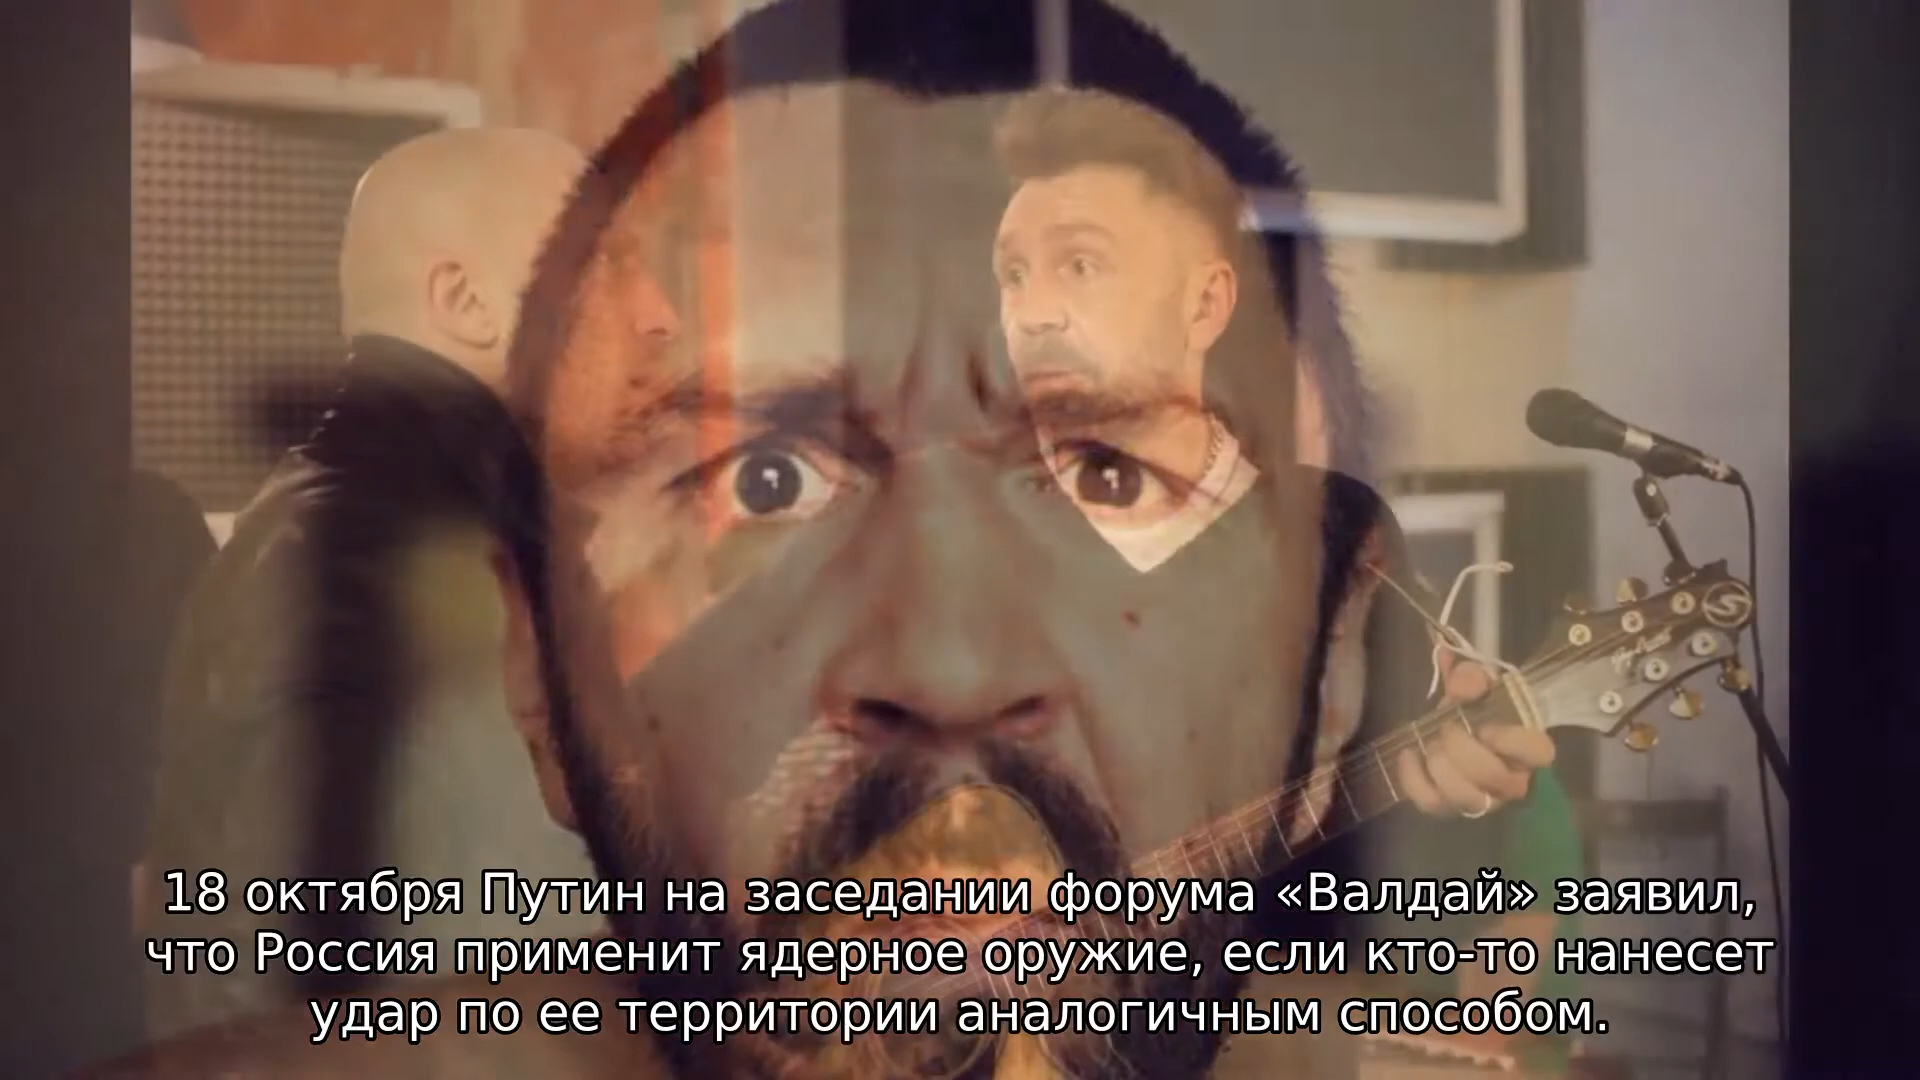 18 октября Путин на заседании форума «Валдай» заявил,
что Россия применит ядерное оружие, если кто-то нанесет
удар по ее территории аналогичным способом.